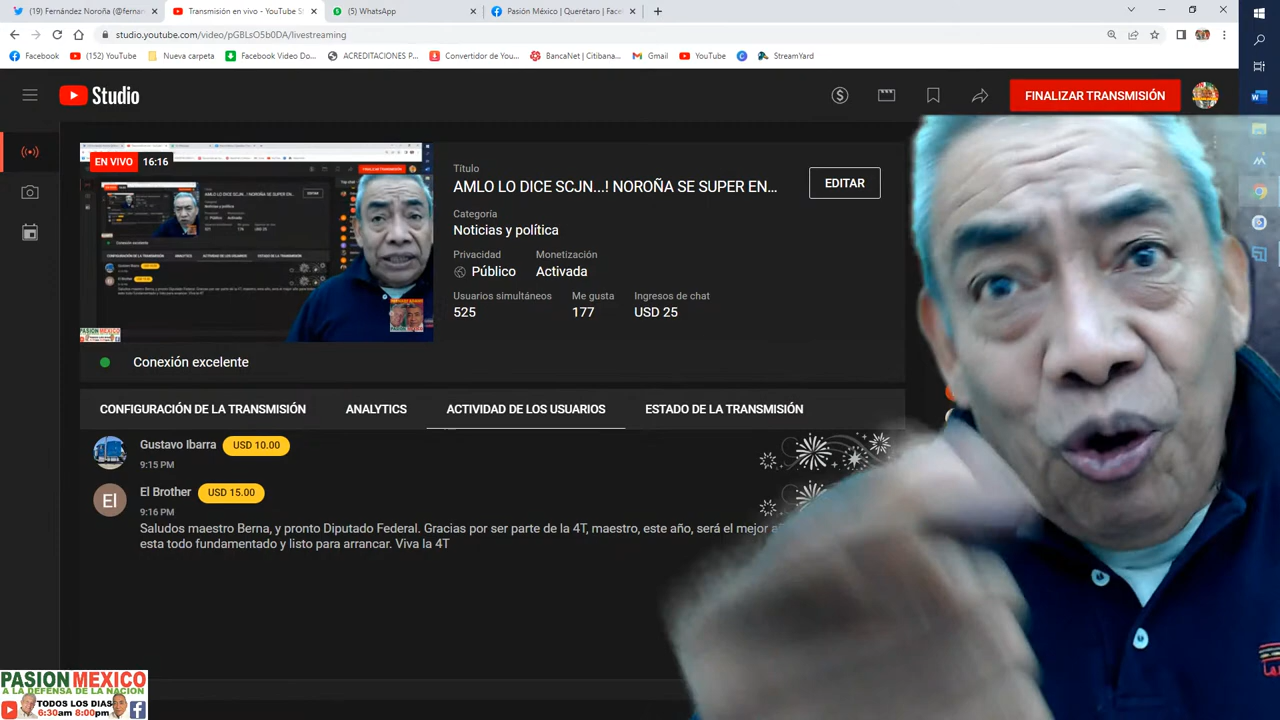 (19) Fernández Noroña (@fernan
Transmisión en vivo - YouTube S
(5) WhatsApp
Pasión México | Querétaro | Face
studio.youtube.com/video/pGBLsO5b0DA/livestreaming
Facebook
(152) YouTube
Nueva carpeta
Facebook Video Do...
ACREDITACIONES P...
Convertidor de You...
BancaNet | Citibana...
Gmail
YouTube
StreamYard
Studio
FINALIZAR TRANSMISIÓN
EN VIVO 16:16
Título
AMLO LO DICE SCJN...! NOROÑA SE SUPER EN...
EDITAR
Categoría
Noticias y política
Privacidad Monetización
Público Activada
Usuarios simultáneos Me gusta Ingresos de chat
525 177 USD 25
Conexión excelente
CONFIGURACIÓN DE LA TRANSMISIÓN ANALYTICS ACTIVIDAD DE LOS USUARIOS ESTADO DE LA TRANSMISIÓN
Gustavo Ibarra USD 10.00
9:15 PM
El
El Brother USD 15.00
9:16 PM
Saludos maestro Berna, y pronto Diputado Federal. Gracias por ser parte de la 4T, maestro, este año, será el mejor
esta todo fundamentado y listo para arrancar. Viva la 4T
PASION MEXICO
A LA DEFENSA DE LA NACION
TODOS LOS DIAS
6:30am 8:00pm